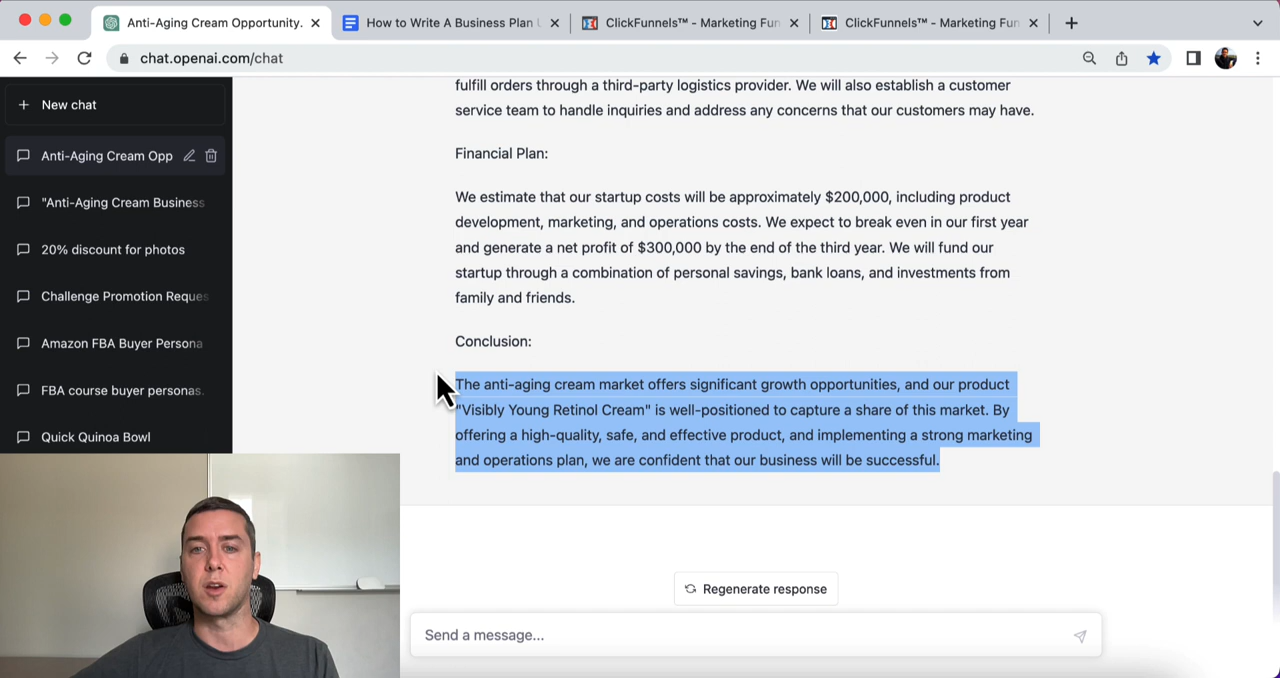 Anti-Aging Cream Opportunity.
How to Write A Business Plan U
ClickFunnels™ - Marketing Fun
ClickFunnels™ - Marketing Fun
chat.openai.com/chat
New chat
Anti-Aging Cream Opp
"Anti-Aging Cream Business
20% discount for photos
Challenge Promotion Reques
Amazon FBA Buyer Persona
FBA course buyer personas.
Quick Quinoa Bowl
fulfill orders through a third-party logistics provider. We will also establish a customer
service team to handle inquiries and address any concerns that our customers may have.
Financial Plan:
We estimate that our startup costs will be approximately $200,000, including product
development, marketing, and operations costs. We expect to break even in our first year
and generate a net profit of $300,000 by the end of the third year. We will fund our
startup through a combination of personal savings, bank loans, and investments from
family and friends.
Conclusion:
The anti-aging cream market offers significant growth opportunities, and our product
"Visibly Young Retinol Cream" is well-positioned to capture a share of this market. By
offering a high-quality, safe, and effective product, and implementing a strong marketing
and operations plan, we are confident that our business will be successful.
Regenerate response
Send a message...